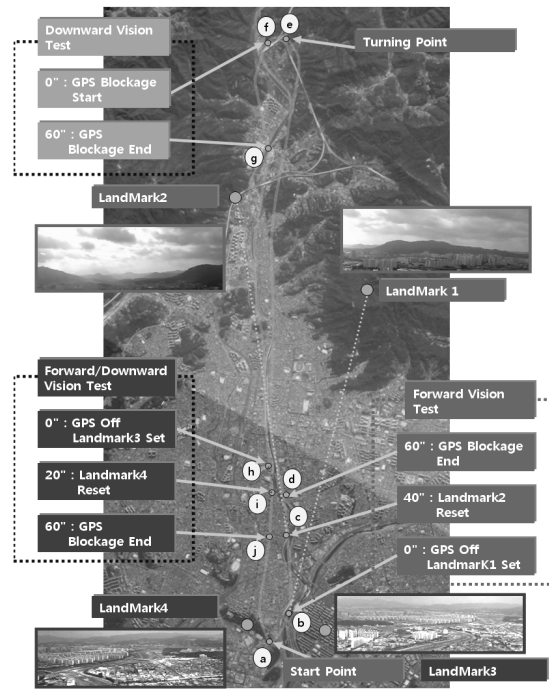 Downward Vision
Test
0" : GPS Blockage
Start
60" : GPS
Blockage End
f
e
Turning Point
g
LandMark2
LandMark 1
Forward/Downward
Vision Test
0" : GPS Off
Landmark3 Set
20" : Landmark4
Reset
60" : GPS
Blockage End
Forward Vision
Test
60" : GPS Blockage
End
40" : Landmark2
Reset
0" : GPS Off
LandmarK1 Set
h
d
i
c
j
b
a
LandMark4
Start Point
LandMark3